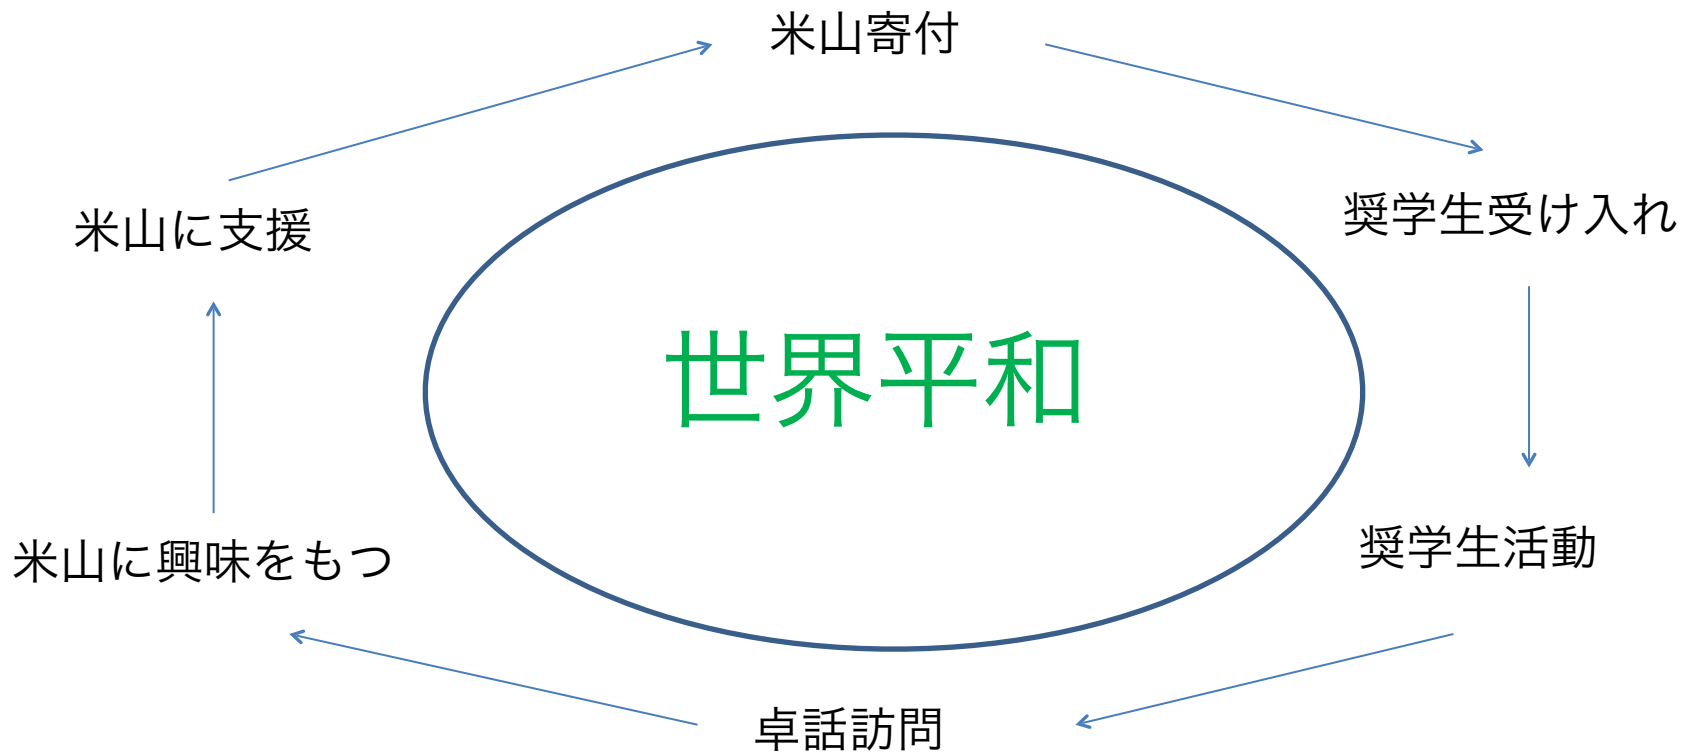 米山寄付
奨学生受け入れ
米山に支援
世界平和
奨学生活動
米山に興味をもつ
卓話訪問